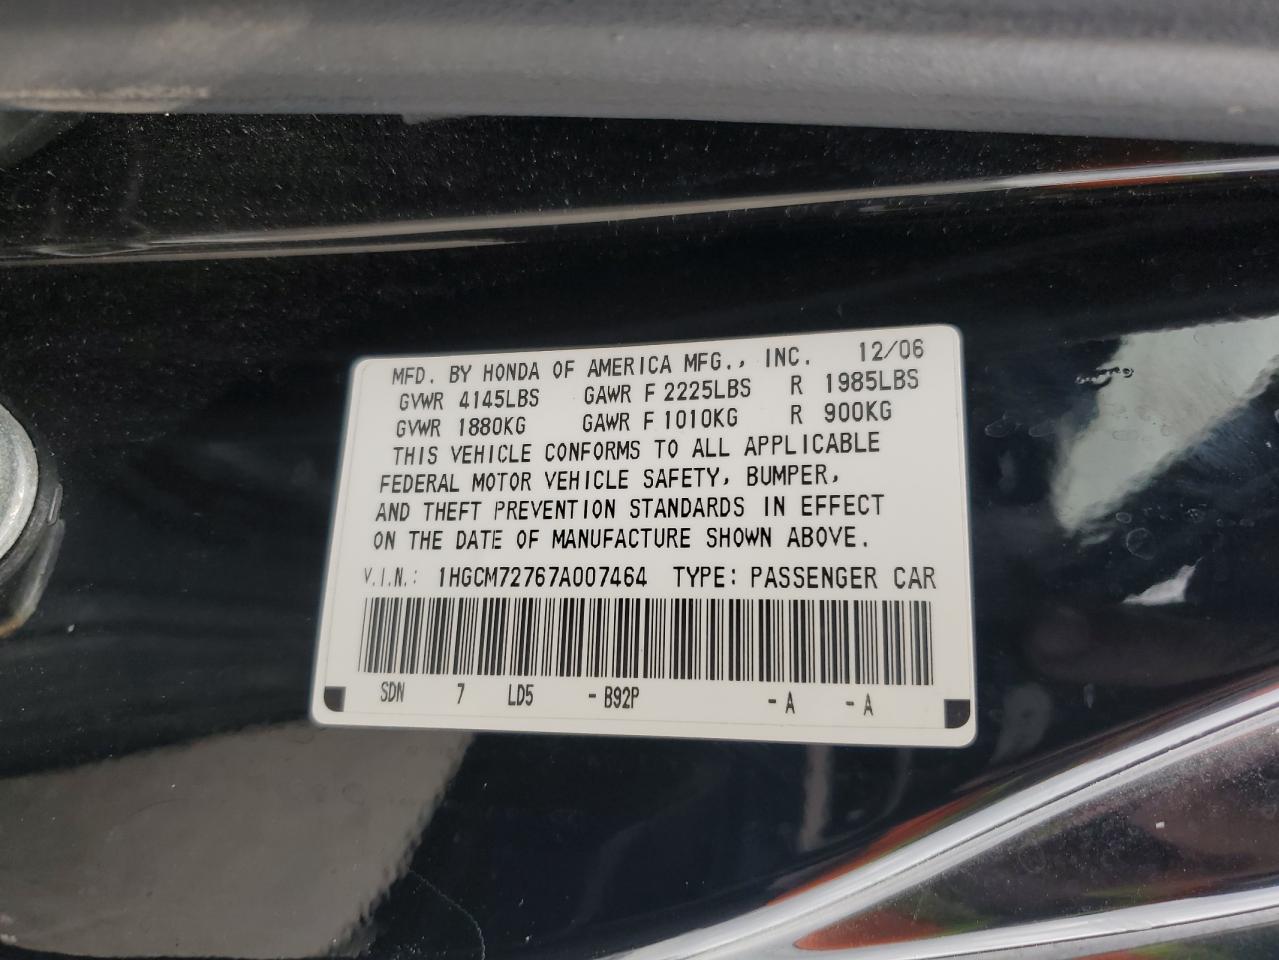 MFD. BY HONDA OF AMERICA MFG., INC. 12/06
GVWR 4145LBS GAWR F 2225LBS R 1985LBS
GVWR 1880KG GAWR F 1010KG R 900KG
THIS VEHICLE CONFORMS TO ALL APPLICABLE
FEDERAL MOTOR VEHICLE SAFETY, BUMPER,
AND THEFT PREVENTION STANDARDS IN EFFECT
ON THE DATE OF MANUFACTURE SHOWN ABOVE.
V.I.N.: 1HGCM72767A007464 TYPE: PASSENGER CAR
SDN 7 LD5 -B92P -A -A